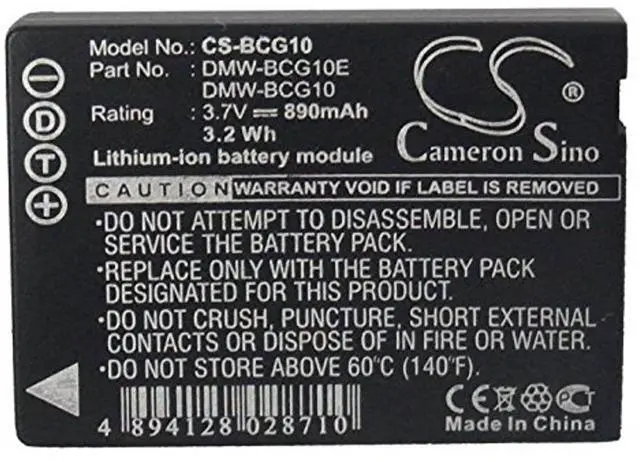 Model No.: CS-BCG10
Part No. : DMW-BCG10E
DMW-BCG10
Rating : 3.7V 890mAh
3.2 Wh
Lithium-ion battery module
CS ®
Cameron Sino
− D T +
CAUTION WARRANTY VOID IF LABEL IS REMOVED
•DO NOT ATTEMPT TO DISASSEMBLE, OPEN OR
SERVICE THE BATTERY PACK.
•REPLACE ONLY WITH THE BATTERY PACK
DESIGNATED FOR THIS EQUIPMENT.
•DO NOT CRUSH, PUNCTURE, SHORT EXTERNAL
CONTACTS OR DISPOSE IN FIRE OR WATER.
•DO NOT STORE ABOVE 60°C (140°F).
4 894128 028710
CE PCT
Made In China